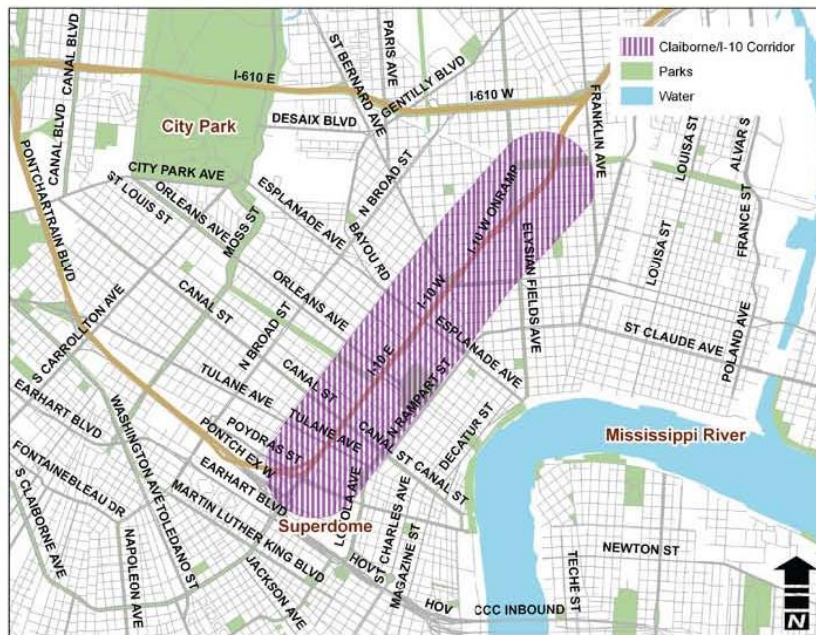 Claiborne/I-10 Corridor
Parks
Water
CANAL BLVD
CANAL BLVD
I-610 E
ST BERNARD AVE
PARIS AVE
GENTILLY BLVD
I-610 W
FRANKLIN AVE
City Park
DESAIX BLVD
LOUISA ST
ALVAR S
PONTCHARTRAIN BLVD
CITY PARK AVE
ST LOUIS ST
ORLEANS AVE
MOSS ST
ESPLANADE AVE
N BROAD ST
BAYOU RD
I-10 W ONRAMP
ELYSIAN FIELDS AVE
LOUISA ST
FRANCE ST
S CARROLLTON AVE
CANAL ST
N BROAD ST
ORLEANS AVE
I-10 W
ESPLANADE AVE
ST CLAUDE AVE
POLAND AVE
TULANE AVE
CANAL ST
I-10 E
N RAMPART ST
EARHART BLVD
WASHINGTON AVE
TOLEDANO ST
POYDRAS ST
TULANE AVE
CANAL ST
CANAL ST
DECATUR ST
Mississippi River
PONTCH EX W
EARHART BLVD
FONTAINEBLEAU DR
S CLAIBORNE AVE
NAPOLEON AVE
MARTIN LUTHER KING BLVD
Superdome
LOYOLA AVE
ST CHARLES AVE
MAGAZINE ST
JACKSON AVE
HOV
HOV
CCC INBOUND
TECHE ST
NEWTON ST
N